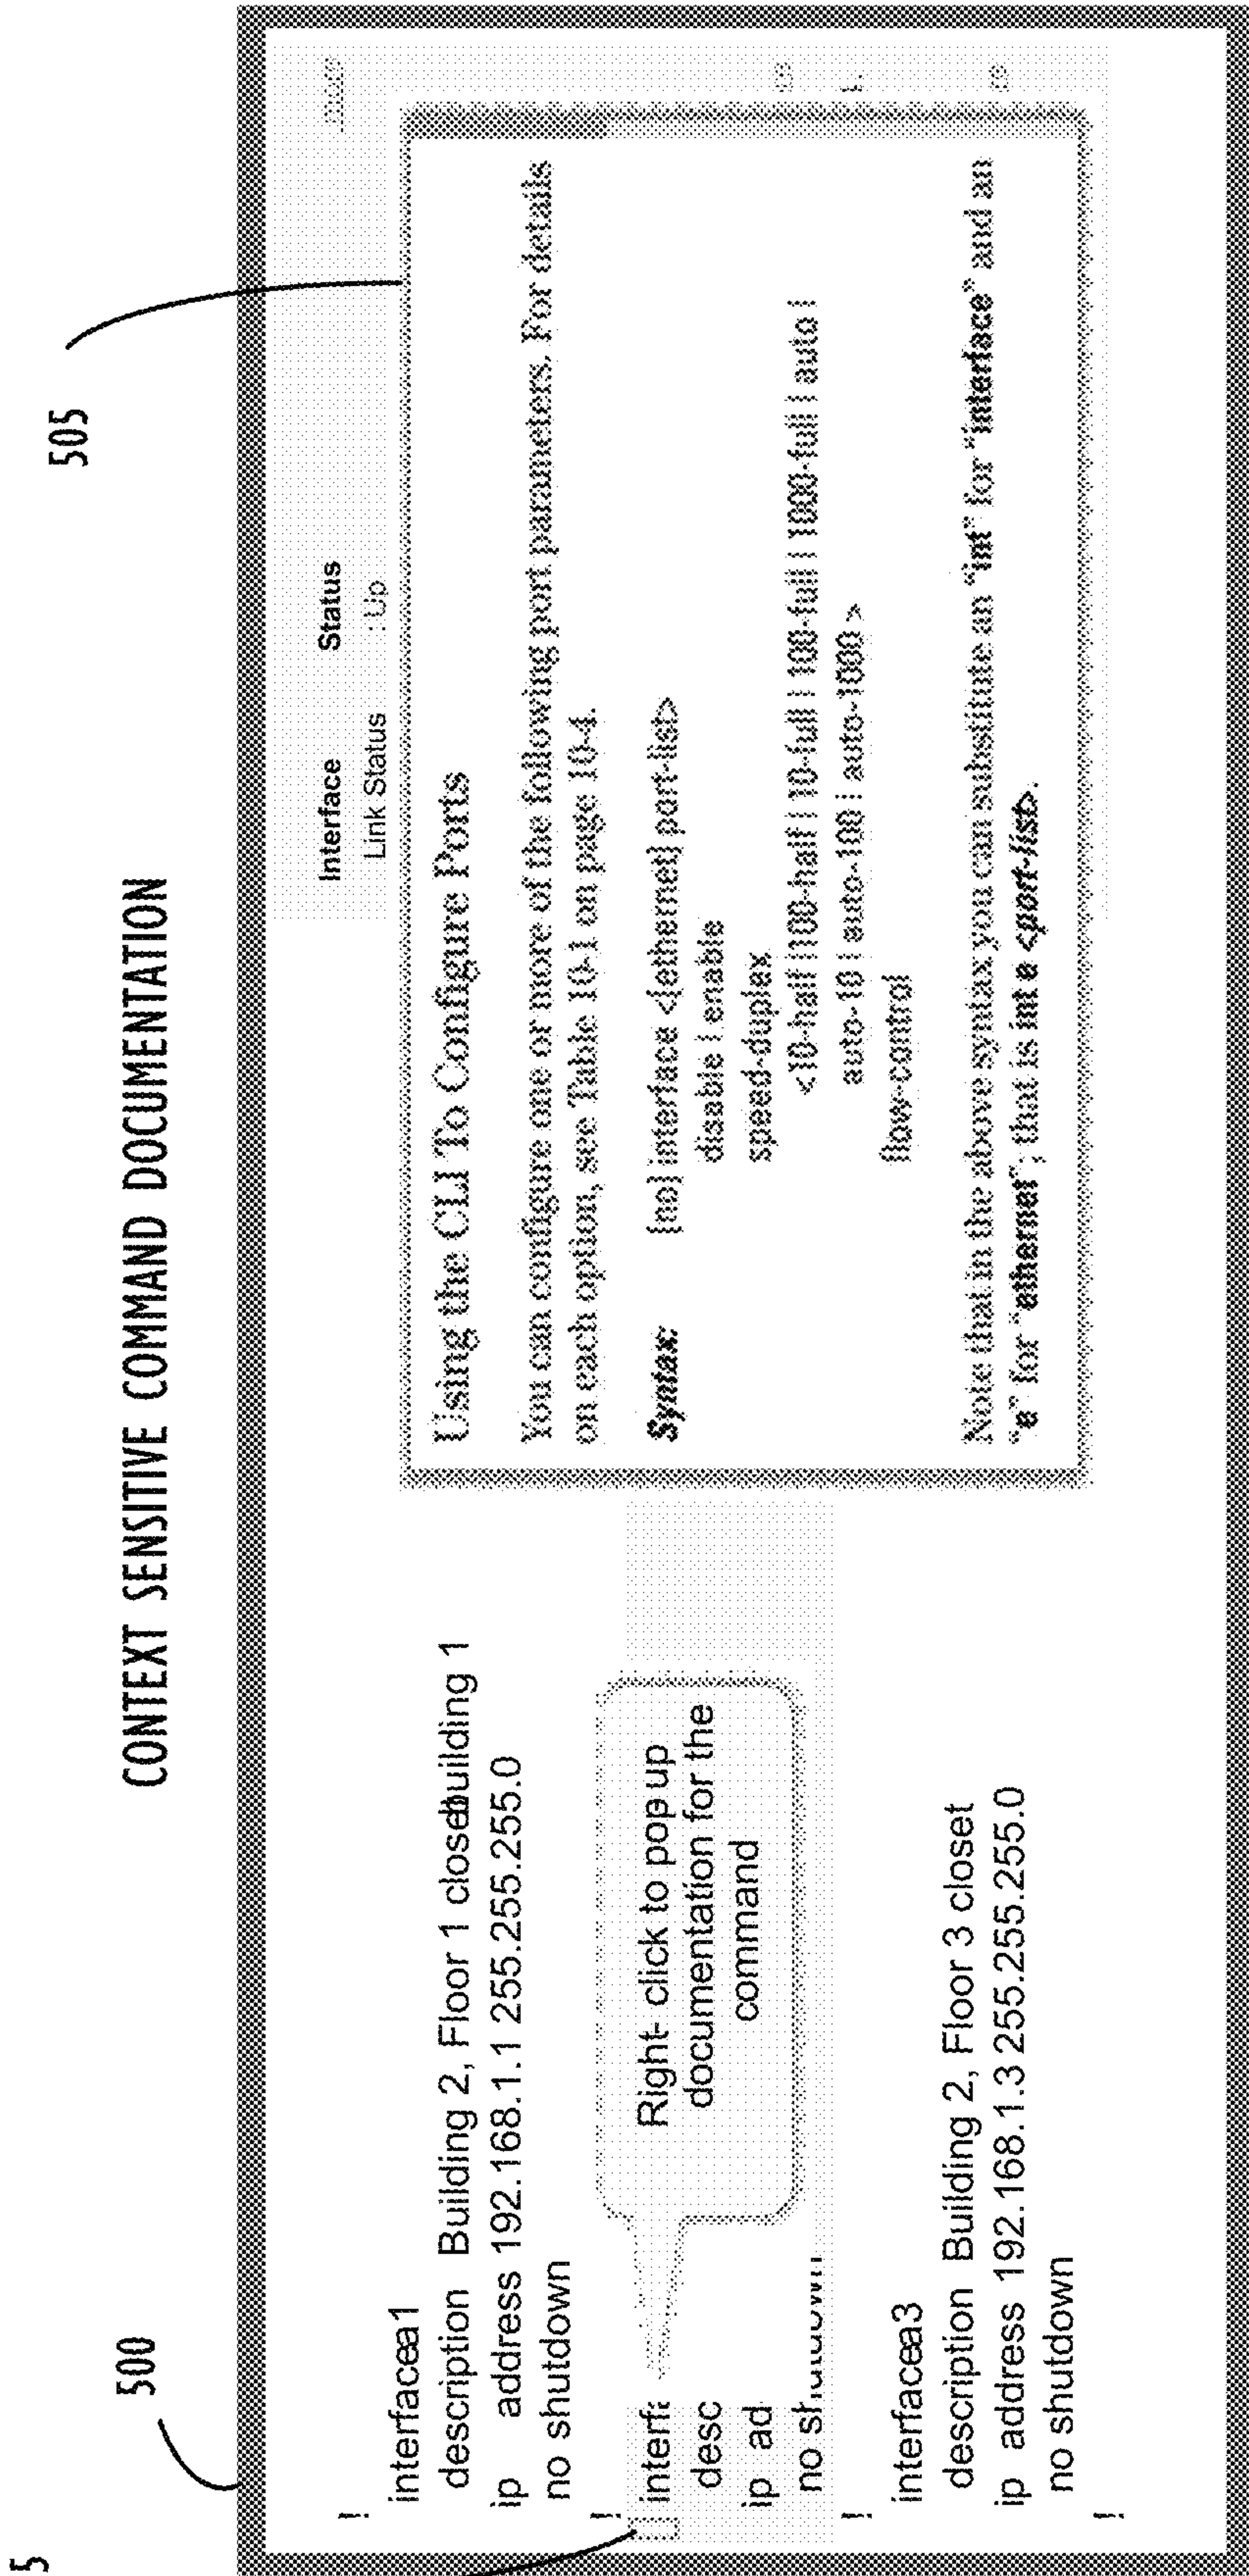 5
CONTEXT SENSITIVE COMMAND DOCUMENTATION
500
505
!
interfacea1
description Building 2, Floor 1 closet building 1
ip address 192.168.1.1 255.255.255.0
no shutdown
!
interfa
desc
ip ad
no shutdown
!
interfacea3
description Building 2, Floor 3 closet
ip address 192.168.1.3 255.255.255.0
no shutdown
!
Right- click to pop up
documentation for the
command
Interface Status
Link Status : Up
Using the CLI To Configure Ports
You can configure one or more of the following port parameters. For details
on each option, see Table 10-1 on page 10-4.
Syntax: [no] interface <[ethernet] port-list>
disable | enable
speed-duplex
<10-half | 100-half | 10-full | 100-full | 1000-full | auto |
auto-10 | auto-100 | auto-1000 >
flow-control
Note that in the above syntax you can substitute an "int" for "interface" and an
"e" for "ethernet"; that is int e <port-list>.